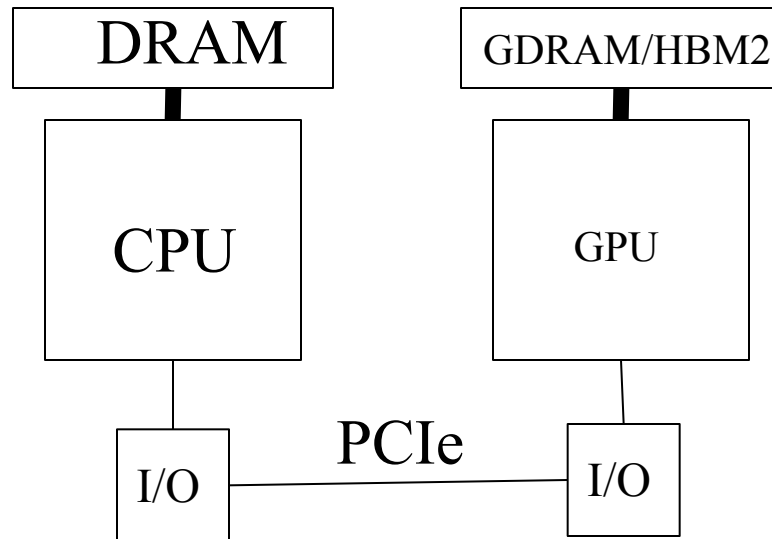 DRAM
GDRAM/HBM2
CPU
GPU
PCIe
I/O
I/O